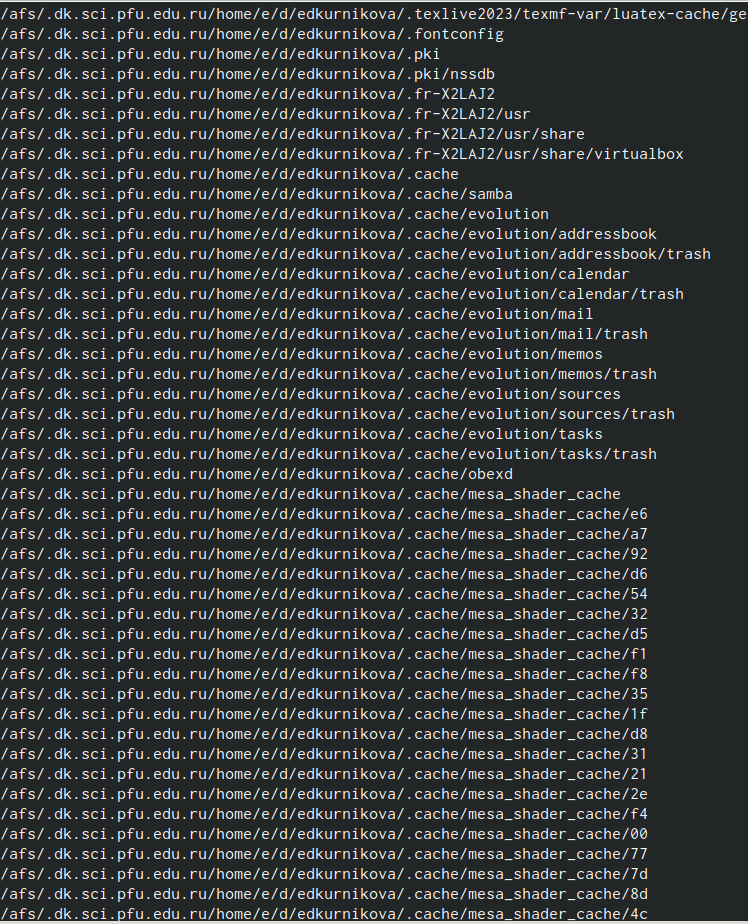 /afs/.dk.sci.pfu.edu.ru/home/e/d/edkurnikova/.texlive2023/texmf-var/luatex-cache/ge
/afs/.dk.sci.pfu.edu.ru/home/e/d/edkurnikova/.fontconfig
/afs/.dk.sci.pfu.edu.ru/home/e/d/edkurnikova/.pki
/afs/.dk.sci.pfu.edu.ru/home/e/d/edkurnikova/.pki/nssdb
/afs/.dk.sci.pfu.edu.ru/home/e/d/edkurnikova/.fr-X2LAJ2
/afs/.dk.sci.pfu.edu.ru/home/e/d/edkurnikova/.fr-X2LAJ2/usr
/afs/.dk.sci.pfu.edu.ru/home/e/d/edkurnikova/.fr-X2LAJ2/usr/share
/afs/.dk.sci.pfu.edu.ru/home/e/d/edkurnikova/.fr-X2LAJ2/usr/share/virtualbox
/afs/.dk.sci.pfu.edu.ru/home/e/d/edkurnikova/.cache
/afs/.dk.sci.pfu.edu.ru/home/e/d/edkurnikova/.cache/samba
/afs/.dk.sci.pfu.edu.ru/home/e/d/edkurnikova/.cache/evolution
/afs/.dk.sci.pfu.edu.ru/home/e/d/edkurnikova/.cache/evolution/addressbook
/afs/.dk.sci.pfu.edu.ru/home/e/d/edkurnikova/.cache/evolution/addressbook/trash
/afs/.dk.sci.pfu.edu.ru/home/e/d/edkurnikova/.cache/evolution/calendar
/afs/.dk.sci.pfu.edu.ru/home/e/d/edkurnikova/.cache/evolution/calendar/trash
/afs/.dk.sci.pfu.edu.ru/home/e/d/edkurnikova/.cache/evolution/mail
/afs/.dk.sci.pfu.edu.ru/home/e/d/edkurnikova/.cache/evolution/mail/trash
/afs/.dk.sci.pfu.edu.ru/home/e/d/edkurnikova/.cache/evolution/memos
/afs/.dk.sci.pfu.edu.ru/home/e/d/edkurnikova/.cache/evolution/memos/trash
/afs/.dk.sci.pfu.edu.ru/home/e/d/edkurnikova/.cache/evolution/sources
/afs/.dk.sci.pfu.edu.ru/home/e/d/edkurnikova/.cache/evolution/sources/trash
/afs/.dk.sci.pfu.edu.ru/home/e/d/edkurnikova/.cache/evolution/tasks
/afs/.dk.sci.pfu.edu.ru/home/e/d/edkurnikova/.cache/evolution/tasks/trash
/afs/.dk.sci.pfu.edu.ru/home/e/d/edkurnikova/.cache/obexd
/afs/.dk.sci.pfu.edu.ru/home/e/d/edkurnikova/.cache/mesa_shader_cache
/afs/.dk.sci.pfu.edu.ru/home/e/d/edkurnikova/.cache/mesa_shader_cache/e6
/afs/.dk.sci.pfu.edu.ru/home/e/d/edkurnikova/.cache/mesa_shader_cache/a7
/afs/.dk.sci.pfu.edu.ru/home/e/d/edkurnikova/.cache/mesa_shader_cache/92
/afs/.dk.sci.pfu.edu.ru/home/e/d/edkurnikova/.cache/mesa_shader_cache/d6
/afs/.dk.sci.pfu.edu.ru/home/e/d/edkurnikova/.cache/mesa_shader_cache/54
/afs/.dk.sci.pfu.edu.ru/home/e/d/edkurnikova/.cache/mesa_shader_cache/32
/afs/.dk.sci.pfu.edu.ru/home/e/d/edkurnikova/.cache/mesa_shader_cache/d5
/afs/.dk.sci.pfu.edu.ru/home/e/d/edkurnikova/.cache/mesa_shader_cache/f1
/afs/.dk.sci.pfu.edu.ru/home/e/d/edkurnikova/.cache/mesa_shader_cache/f8
/afs/.dk.sci.pfu.edu.ru/home/e/d/edkurnikova/.cache/mesa_shader_cache/35
/afs/.dk.sci.pfu.edu.ru/home/e/d/edkurnikova/.cache/mesa_shader_cache/1f
/afs/.dk.sci.pfu.edu.ru/home/e/d/edkurnikova/.cache/mesa_shader_cache/d8
/afs/.dk.sci.pfu.edu.ru/home/e/d/edkurnikova/.cache/mesa_shader_cache/31
/afs/.dk.sci.pfu.edu.ru/home/e/d/edkurnikova/.cache/mesa_shader_cache/21
/afs/.dk.sci.pfu.edu.ru/home/e/d/edkurnikova/.cache/mesa_shader_cache/2e
/afs/.dk.sci.pfu.edu.ru/home/e/d/edkurnikova/.cache/mesa_shader_cache/f4
/afs/.dk.sci.pfu.edu.ru/home/e/d/edkurnikova/.cache/mesa_shader_cache/00
/afs/.dk.sci.pfu.edu.ru/home/e/d/edkurnikova/.cache/mesa_shader_cache/77
/afs/.dk.sci.pfu.edu.ru/home/e/d/edkurnikova/.cache/mesa_shader_cache/7d
/afs/.dk.sci.pfu.edu.ru/home/e/d/edkurnikova/.cache/mesa_shader_cache/8d
/afs/.dk.sci.pfu.edu.ru/home/e/d/edkurnikova/.cache/mesa_shader_cache/4c